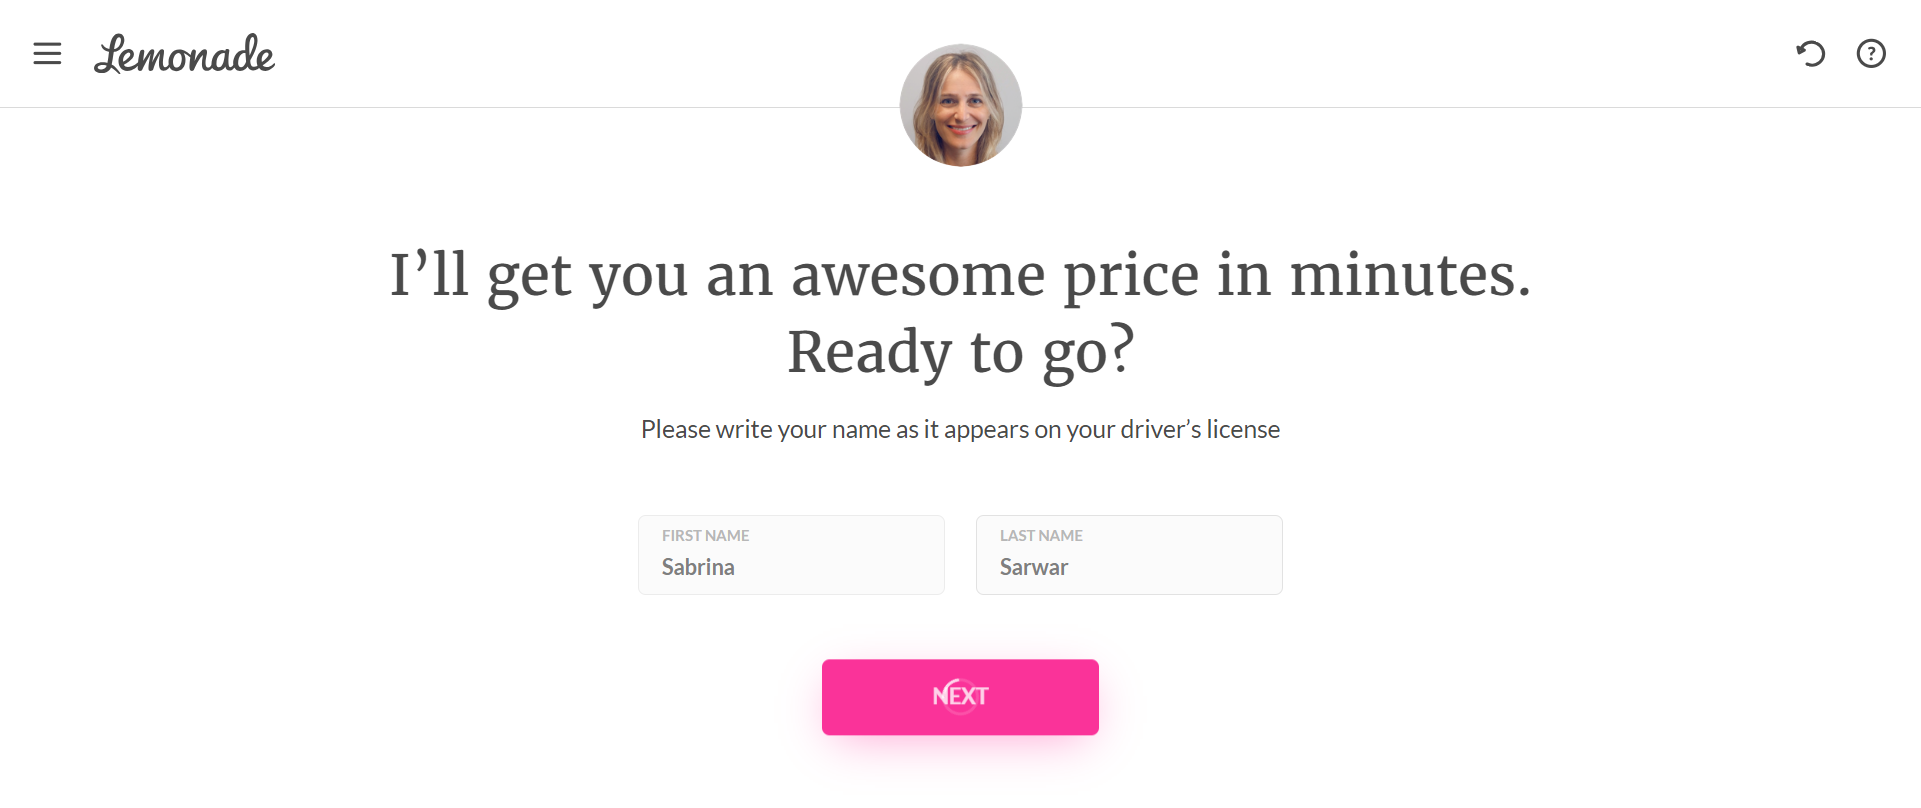 Lemonade
?
I’ll get you an awesome price in minutes.
Ready to go?
Please write your name as it appears on your driver’s license
FIRST NAME
Sabrina
LAST NAME
Sarwar
NEXT